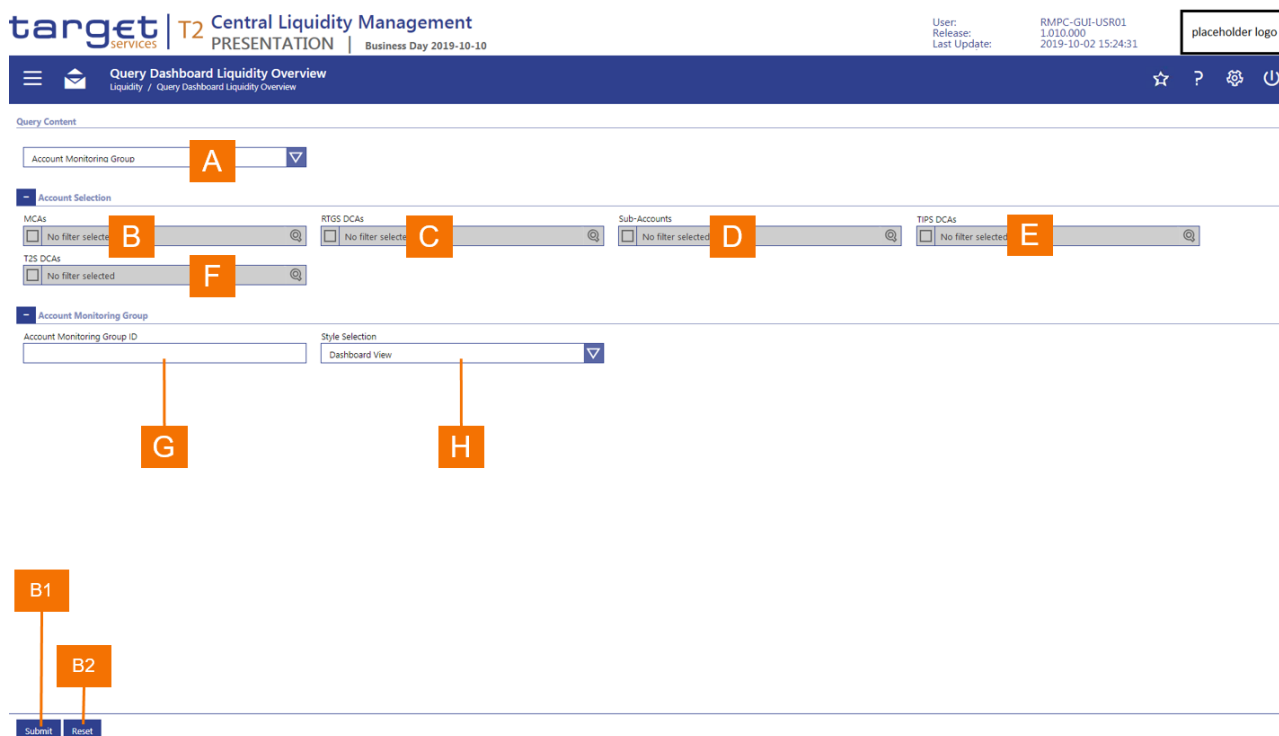 target services | T2 Central Liquidity Management
PRESENTATION | Business Day 2019-10-10
User: RMPC-GUI-USR01
Release: 1.010.000
Last Update: 2019-10-02 15:24:31
placeholder logo
Query Dashboard Liquidity Overview
Liquidity / Query Dashboard Liquidity Overview
?
Query Content
Account Monitoring Group
A
− Account Selection
MCAs RTGS DCAs Sub-Accounts TIPS DCAs
No filter selecte B No filter selecte C No filter selected D No filter selected E
T2S DCAs
No filter selected F
− Account Monitoring Group
Account Monitoring Group ID Style Selection
Dashboard View
G H
B1
B2
Submit Reset